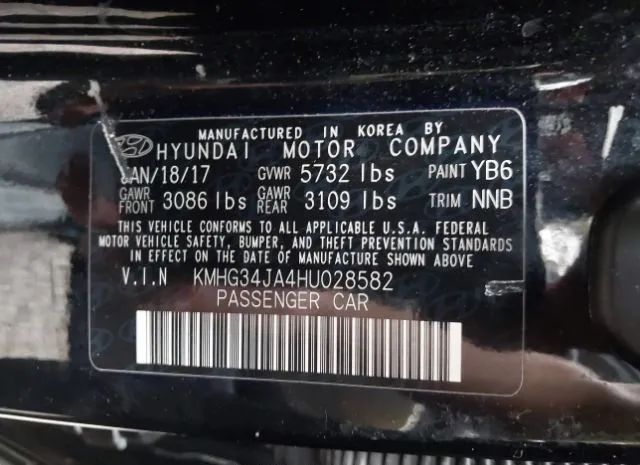 MANUFACTURED IN KOREA BY
HYUNDAI MOTOR COMPANY
JAN/18/17 GVWR 5732 lbs PAINT YB6
GAWR FRONT 3086 lbs GAWR REAR 3109 lbs TRIM NNB
THIS VEHICLE CONFORMS TO ALL APPLICABLE U.S.A. FEDERAL
MOTOR VEHICLE SAFETY, BUMPER, AND THEFT PREVENTION STANDARDS
IN EFFECT ON THE DATE OF MANUFACTURE SHOWN ABOVE.
V.I.N KMHG34JA4HU028582
PASSENGER CAR